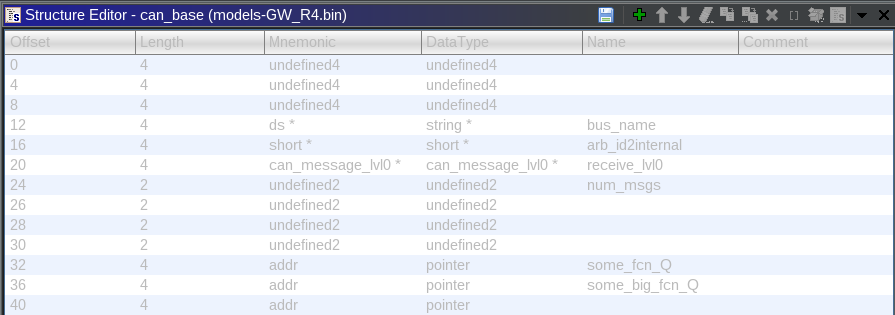 Structure Editor - can_base (models-GW_R4.bin)
Offset Length Mnemonic DataType Name Comment
0 4 undefined4 undefined4
4 4 undefined4 undefined4
8 4 undefined4 undefined4
12 4 ds * string * bus_name
16 4 short * short * arb_id2internal
20 4 can_message_lvl0 * can_message_lvl0 * receive_lvl0
24 2 undefined2 undefined2 num_msgs
26 2 undefined2 undefined2
28 2 undefined2 undefined2
30 2 undefined2 undefined2
32 4 addr pointer some_fcn_Q
36 4 addr pointer some_big_fcn_Q
40 4 addr pointer